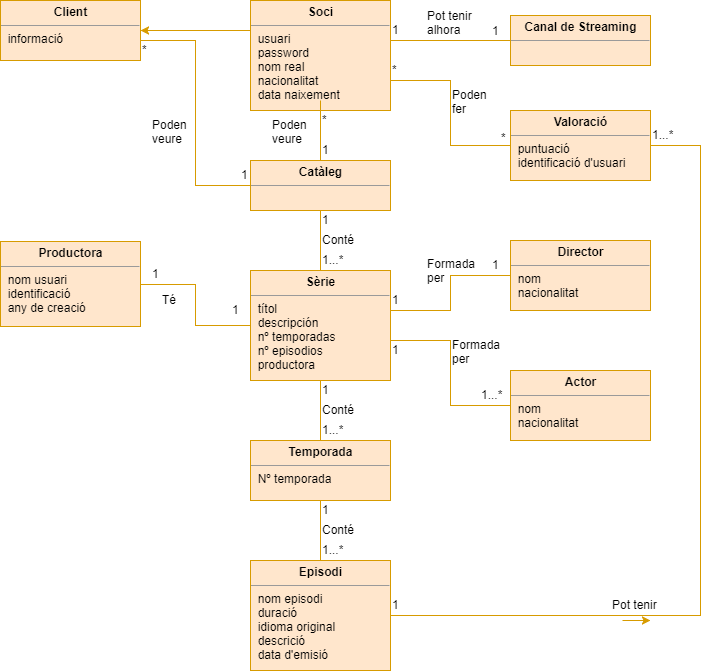 Client
informació
*
Soci
usuari
password
nom real
nacionalitat
data naixement
1
Pot tenir
alhora
1
Canal de Streaming
*
Poden
fer
*
Valoració
puntuació
identificació d'usuari
1...*
Poden
veure
1
*
Poden
veure
1
Catàleg
1
Conté
1...*
Productora
nom usuari
identificació
any de creació
1
Té
1
Sèrie
títol
descripción
nº temporadas
nº episodios
productora
1
Formada
per
1
Director
nom
nacionalitat
1
Formada
per
1...*
Actor
nom
nacionalitat
1
Conté
1...*
Temporada
Nº temporada
1
Conté
1...*
Episodi
nom episodi
duració
idioma original
descrició
data d'emisió
1
Pot tenir